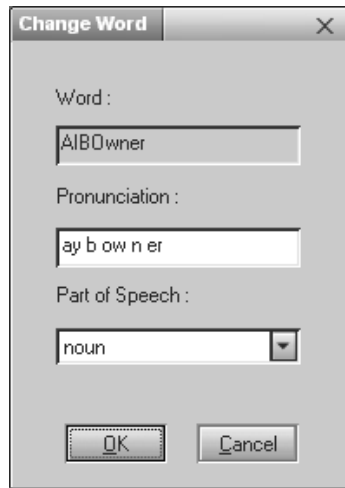 Change Word
Word :
AIBOwner
Pronunciation :
ay b ow n er
Part of Speech :
noun
OK
Cancel